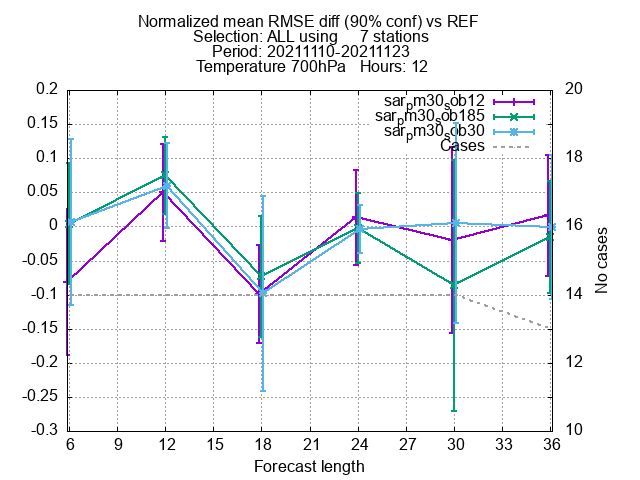 Normalized mean RMSE diff (90% conf) vs REF
Selection: ALL using 7 stations
Period: 20211110-20211123
Temperature 700hPa Hours: 12
0.2
0.15
0.1
0.05
0
-0.05
-0.1
-0.15
-0.2
-0.25
-0.3
20
18
16
14
12
10
No cases
sar_pm30_sob12
sar_pm30_sob185
sar_pm30_sob30
Cases
6 9 12 15 18 21 24 27 30 33 36
Forecast length